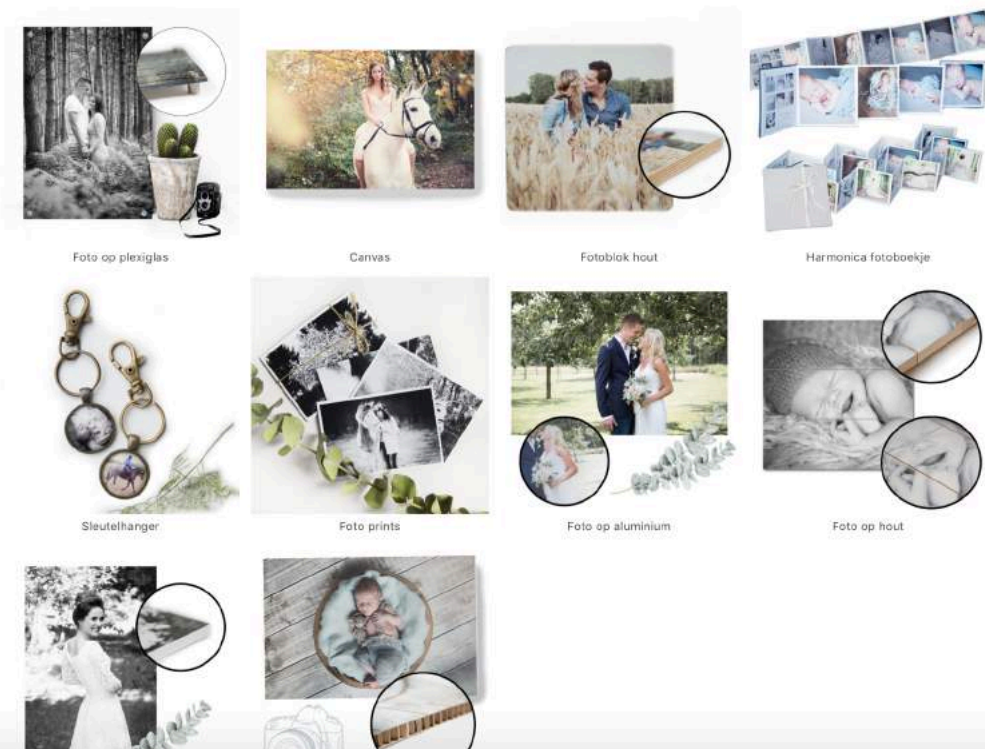 Foto op plexiglas
Canvas
Fotoblok hout
Harmonica fotoboekje
Sleutelhanger
Foto prints
Foto op aluminium
Foto op hout